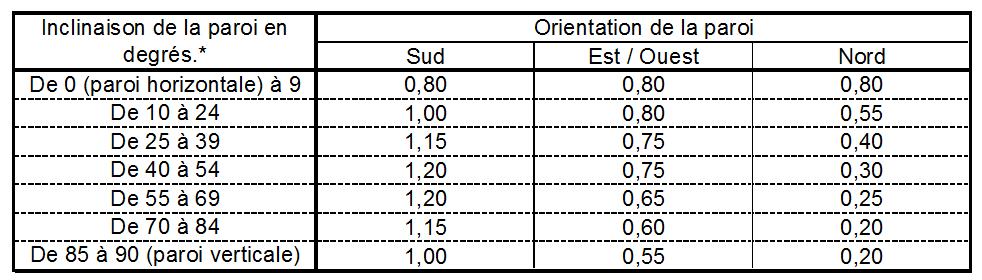 Inclinaison de la paroi en degrés.* Orientation de la paroi
Sud Est / Ouest Nord
De 0 (paroi horizontale) à 9 0,80 0,80 0,80
De 10 à 24 1,00 0,80 0,55
De 25 à 39 1,15 0,75 0,40
De 40 à 54 1,20 0,75 0,30
De 55 à 69 1,20 0,65 0,25
De 70 à 84 1,15 0,60 0,20
De 85 à 90 (paroi verticale) 1,00 0,55 0,20